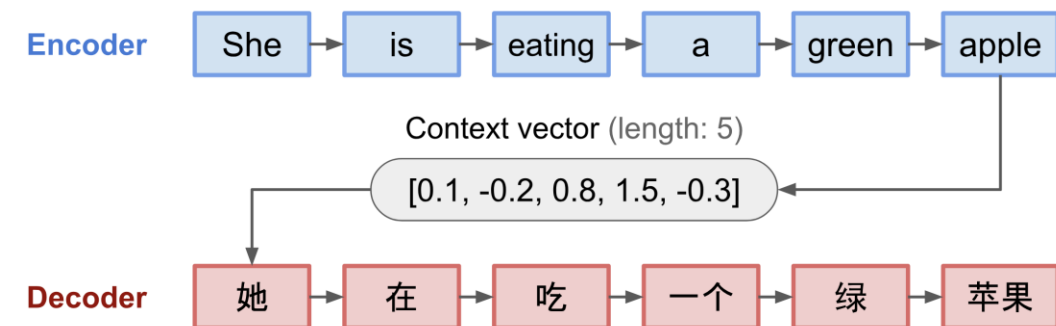 Encoder She is eating a green apple
Context vector (length: 5)
[0.1, -0.2, 0.8, 1.5, -0.3]
Decoder 她 在 吃 一个 绿 苹果